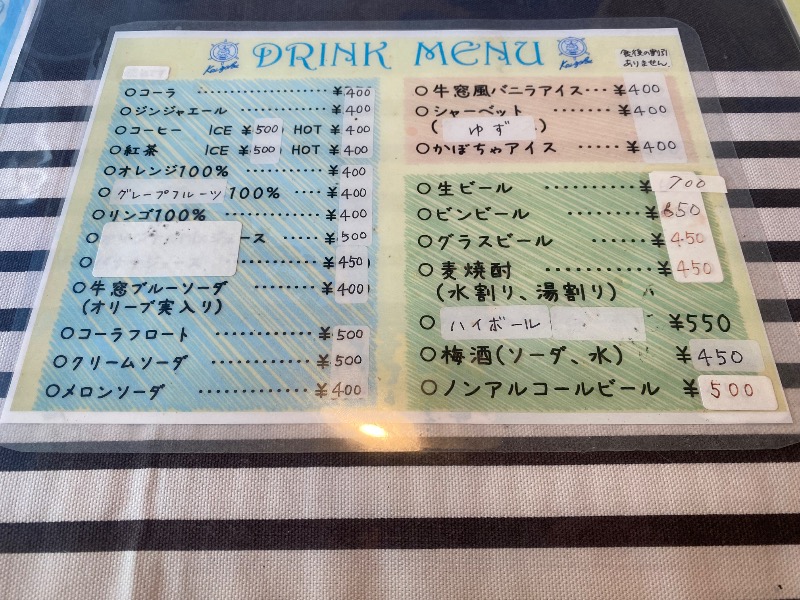 DRINK MENU
食後の割引
ありません。
○コーラ ・・・・・・・・・・・・・・・ ¥400
○ジンジャエール ・・・・・・・・・・ ¥400
○コーヒー ICE ¥500 HOT ¥400
○紅茶 ICE ¥500 HOT ¥400
○オレンジ100% ・・・・・・・・・・・ ¥400
○グレープフルーツ 100% ・・・・・ ¥400
○リンゴ100% ・・・・・・・・・・・・ ¥400
ース ・・・・・ ¥500
¥450
○牛窓ブルーソーダ ・・・・・・・ ¥400
(オリーブ実入り)
○コーラフロート ・・・・・・・・・・・ ¥500
○クリームソーダ ・・・・・・・・・・・ ¥500
○メロンソーダ ・・・・・・・・・・・・ ¥400
○牛窓風バニラアイス・・・ ¥400
○シャーベット ・・・・・・・・ ¥400
(ゆず)
○かぼちゃアイス ・・・・・ ¥400
○生ビール ・・・・・・・・・・・ 700
○ビンビール ・・・・・・・・ ¥650
○グラスビール ・・・・・・・・ ¥450
○麦焼酎 ・・・・・・・・・・・ ¥450
(水割り、湯割り)
○ハイボール ¥550
○梅酒(ソーダ、水) ¥450
○ノンアルコールビール ¥500